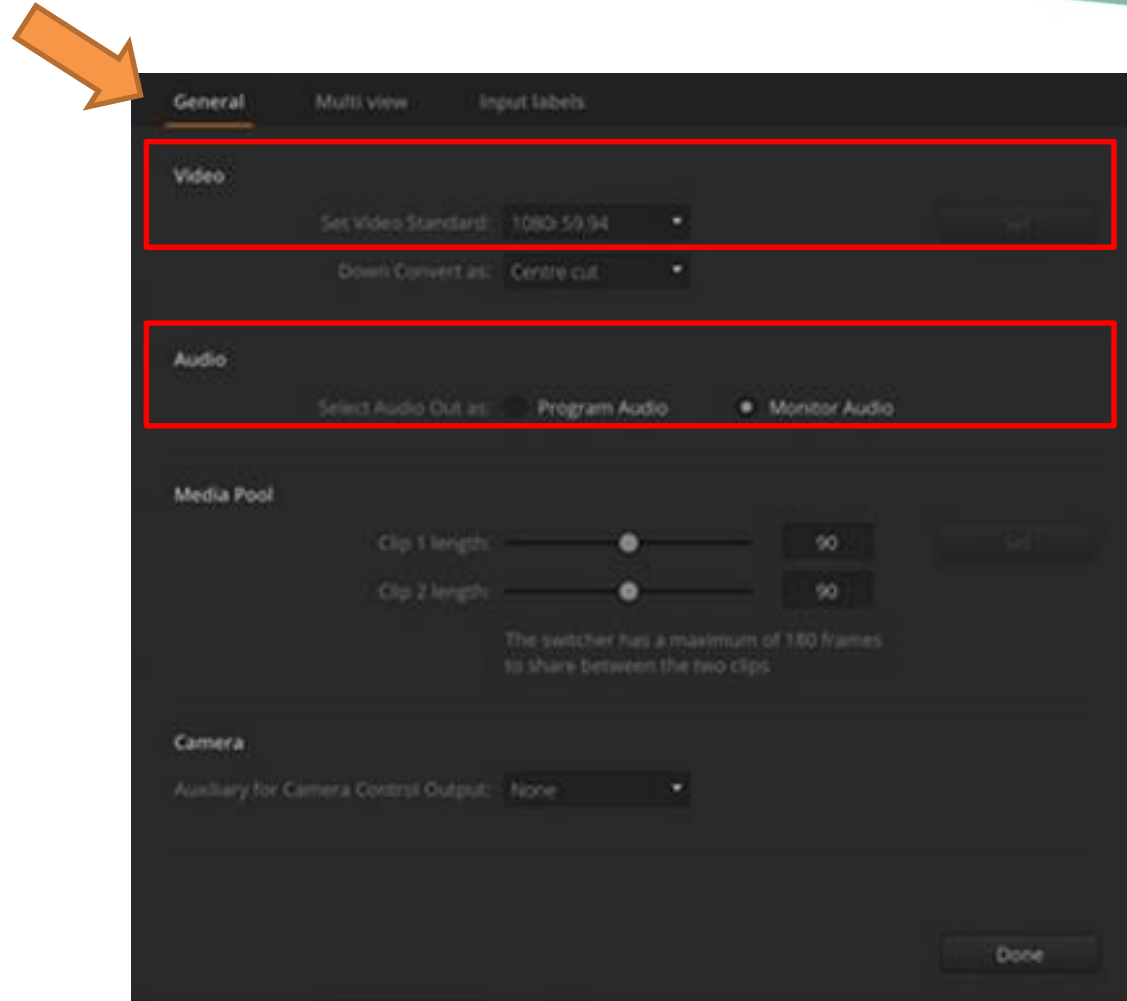 General Multi view Input labels
Video
Set Video Standard: 1080i 59.94 Set
Down Convert as: Centre cut
Audio
Select Audio Out as: Program Audio Monitor Audio
Media Pool
Clip 1 length: 90 Set
Clip 2 length: 90
The switcher has a maximum of 180 frames
to share between the two clips
Camera
Auxiliary for Camera Control Output: None
Done